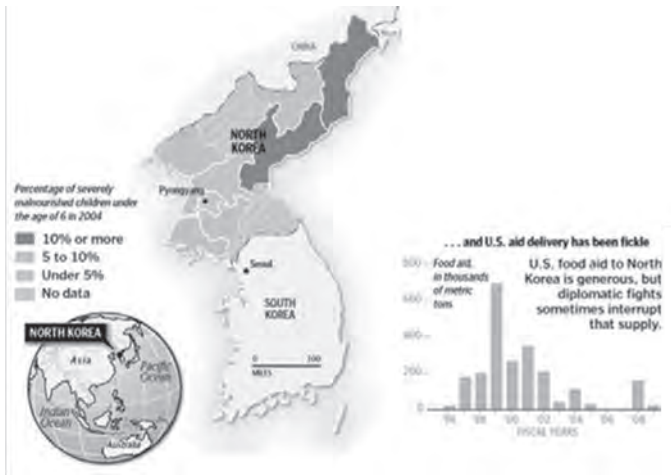 CHINA
NORTH
KOREA
Pyongyang
Percentage of severely
malnourished children under
the age of 6 in 2004
10% or more
5 to 10%
Under 5%
No data
Seoul
SOUTH
KOREA
0 100
MILES
NORTH KOREA
Asia
Pacific
Ocean
Indian
Ocean
Australia
. . . and U.S. aid delivery has been fickle
800
Food aid,
in thousands
of metric
tons
U.S. food aid to North
Korea is generous, but
diplomatic fights
sometimes interrupt
that supply.
600
400
200
0
'96 '98 '00 '02 '04 '06 '08
FISCAL YEARS